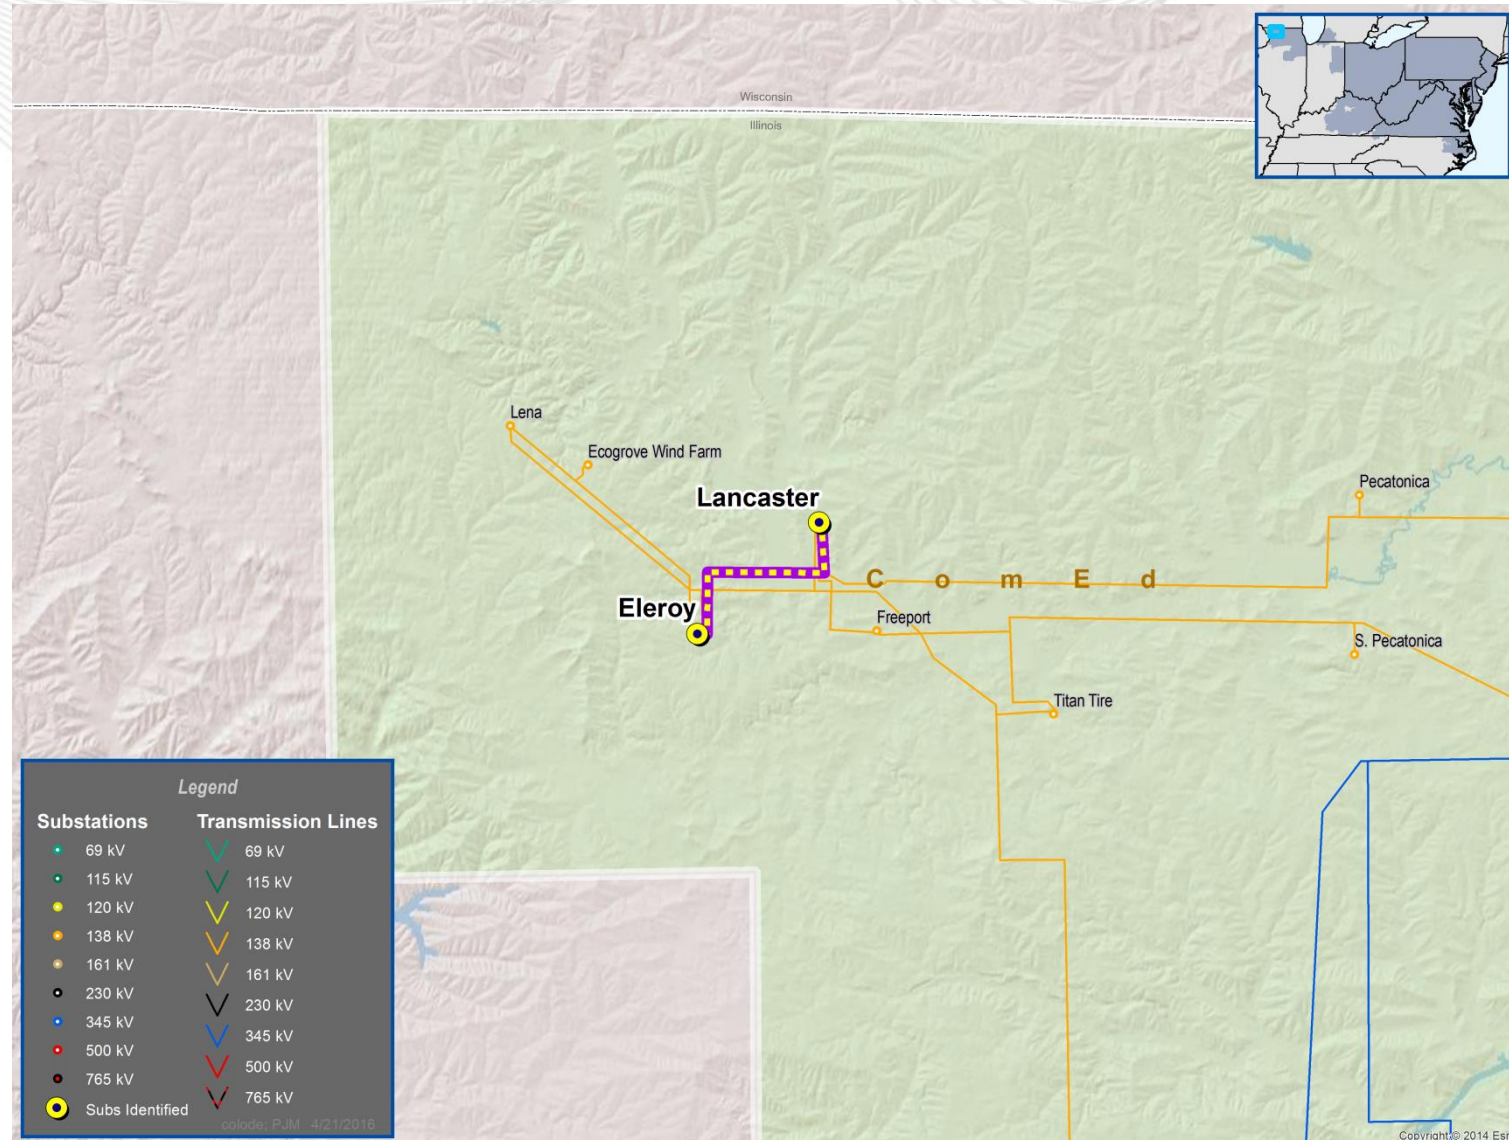 Wisconsin
Illinois
Lena
Ecogrove Wind Farm
Lancaster
Pecatonica
C o m E d
Eleroy
Freeport
S. Pecatonica
Titan Tire
Legend
Substations
Transmission Lines
69 kV
69 kV
115 kV
115 kV
120 kV
120 kV
138 kV
138 kV
161 kV
161 kV
230 kV
230 kV
345 kV
345 kV
500 kV
500 kV
765 kV
765 kV
Subs Identified
colode; PJM 4/21/2016
Copyright:© 2014 Esr